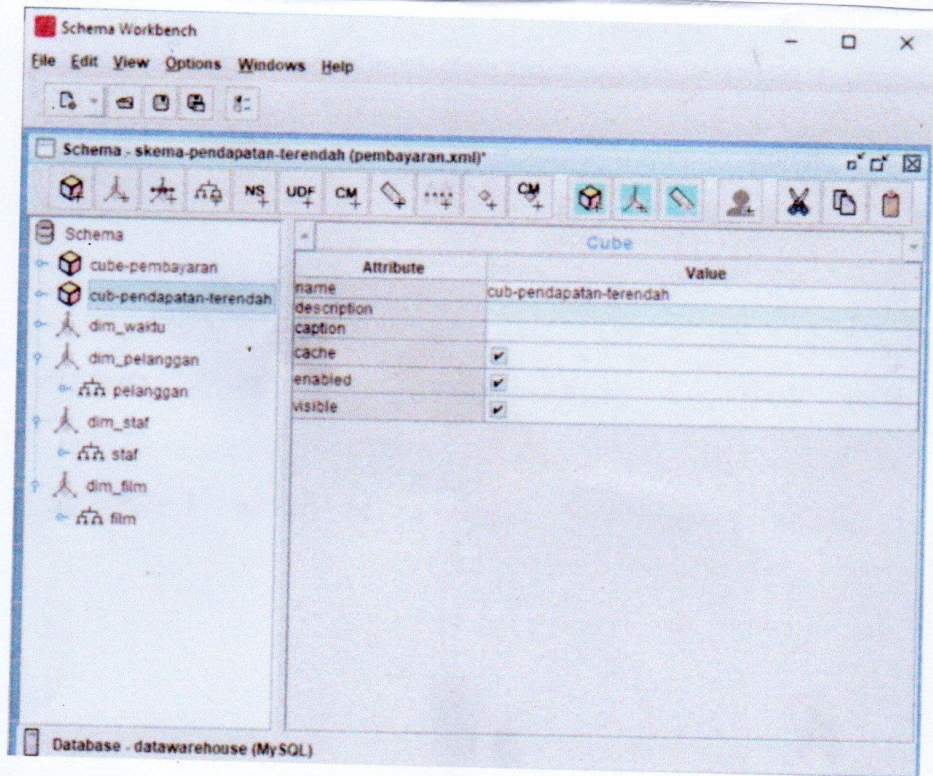 Schema Workbench
File Edit View Options Windows Help
Schema - skema-pendapatan-terendah (pembayaran.xml)*
NS UDF CM CM
Schema
cube-pembayaran
cub-pendapatan-terendah
dim_waktu
dim_pelanggan
pelanggan
dim_staf
staf
dim_film
film
Cube
Attribute Value
name cub-pendapatan-terendah
description
caption
cache
enabled
visible
Database - datawarehouse (MySQL)